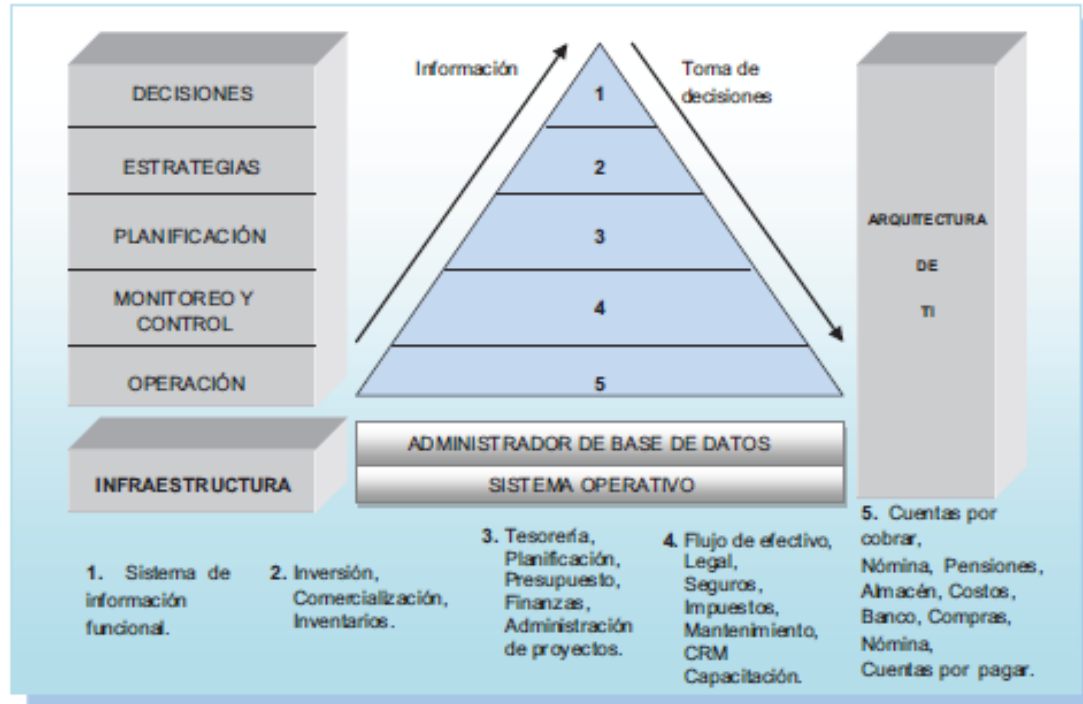 DECISIONES
ESTRATEGIAS
PLANIFICACIÓN
MONITOREO Y
CONTROL
OPERACIÓN
INFRAESTRUCTURA
Información
Toma de
decisiones
1
2
3
4
5
ADMINISTRADOR DE BASE DE DATOS
SISTEMA OPERATIVO
ARQUITECTURA
DE
TI
1. Sistema de
información
funcional.
2. Inversión,
Comercialización,
Inventarios.
3. Tesorería,
Planificación,
Presupuesto,
Finanzas,
Administración
de proyectos.
4. Flujo de efectivo,
Legal,
Seguros,
Impuestos,
Mantenimiento,
CRM
Capacitación.
5. Cuentas por
cobrar,
Nómina, Pensiones,
Almacén, Costos,
Banco, Compras,
Nómina,
Cuentas por pagar.